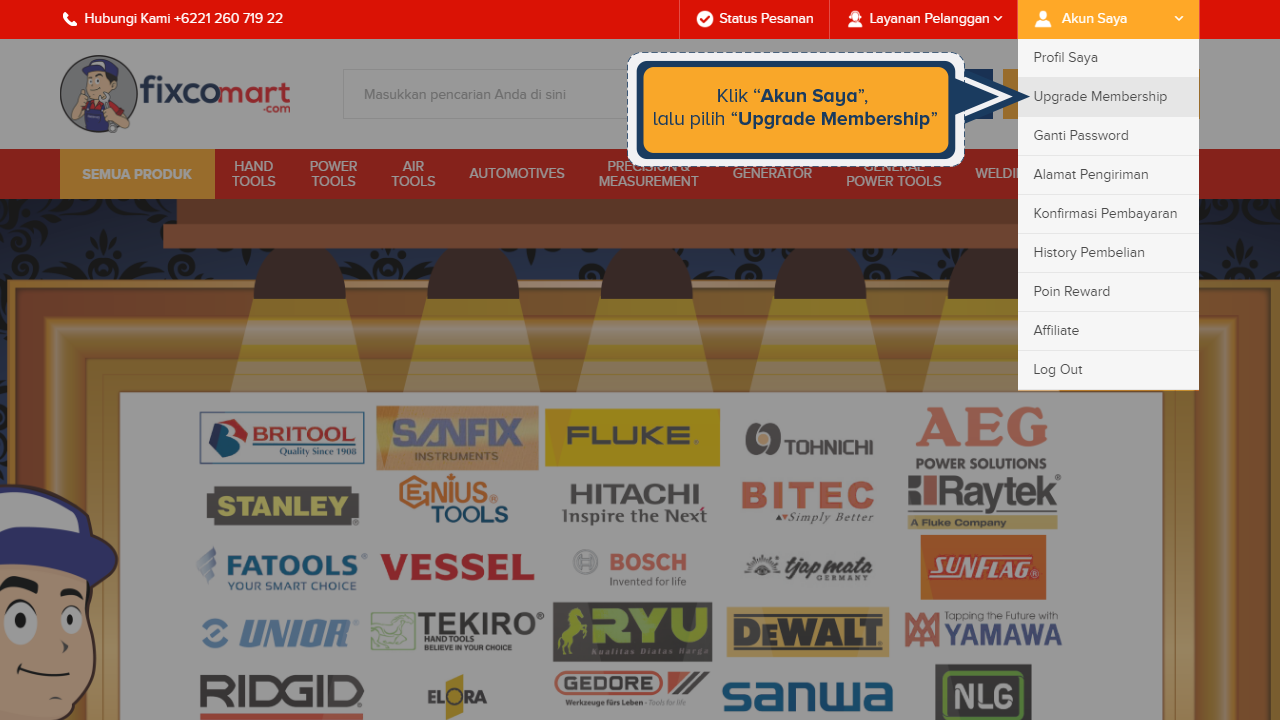 Hubungi Kami +6221 260 719 22
Status Pesanan
Layanan Pelanggan
Akun Saya
fixcomart
.com
Masukkan pencarian Anda di sini
Klik “Akun Saya”,
lalu pilih “Upgrade Membership”
Profil Saya
Upgrade Membership
Ganti Password
Alamat Pengiriman
Konfirmasi Pembayaran
History Pembelian
Poin Reward
Affiliate
Log Out
SEMUA PRODUK
HAND
TOOLS
POWER
TOOLS
AIR
TOOLS
AUTOMOTIVES
PRECISION &
MEASUREMENT
GENERATOR
GENERAL
POWER TOOLS
BRITOOL
Quality Since 1908
SANFIX
INSTRUMENTS
FLUKE®
TOHNICHI
AEG
POWER SOLUTIONS
STANLEY®
GENIUS®
TOOLS
HITACHI
Inspire the Next
BITEC
Simply Better
Raytek®
A Fluke Company
FATOOLS®
YOUR SMART CHOICE
VESSEL
BOSCH
Invented for life
tjap mata
GERMANY
SUNFLAG®
UNIOR®
TEKIRO®
HAND TOOLS
BELIEVE IN YOUR CHOICE
RYU
Kualitas Diatas Harga
DEWALT®
Tapping the Future with
YAMAWA
RIDGID
ELORA
GEDORE
Werkzeuge fürs Leben - Tools for life
sanwa
NLG